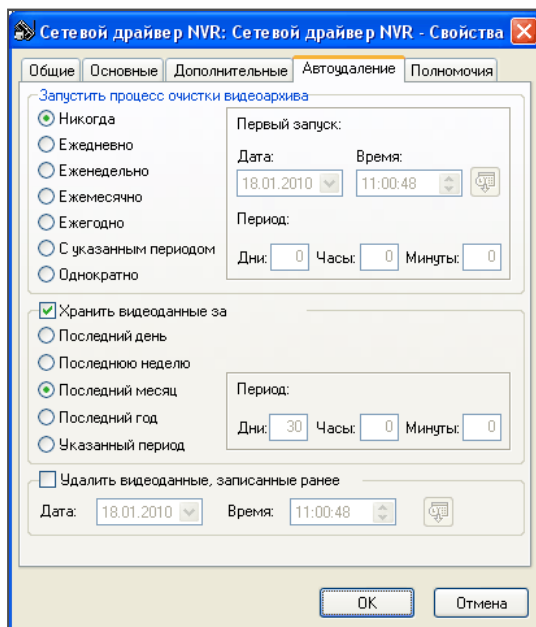 Сетевой драйвер NVR: Сетевой драйвер NVR - Свойства
Общие Основные Дополнительные Автоудаление Полномочия
Запустить процесс очистки видеоархива
Никогда
Ежедневно
Еженедельно
Ежемесячно
Ежегодно
С указанным периодом
Однократно
Первый запуск:
Дата: Время:
18.01.2010 11:00:48
Период:
Дни: 0 Часы: 0 Минуты: 0
Хранить видеоданные за
Последний день
Последнюю неделю
Последний месяц
Последний год
Указанный период
Период:
Дни: 30 Часы: 0 Минуты: 0
Удалить видеоданные, записанные ранее
Дата: 18.01.2010 Время: 11:00:48
OK Отмена